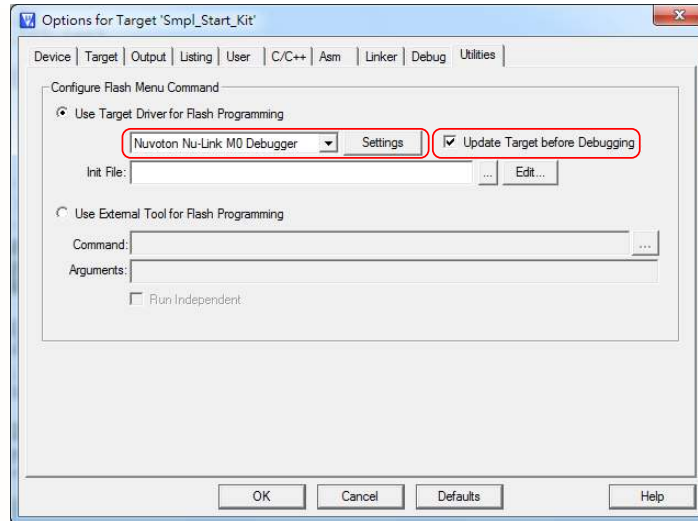 Options for Target 'Smpl_Start_Kit'
Device Target Output Listing User C/C++ Asm Linker Debug Utilities
Configure Flash Menu Command
Use Target Driver for Flash Programming
Nuvoton Nu-Link M0 Debugger Settings Update Target before Debugging
Init File: ... Edit...
Use External Tool for Flash Programming
Command: ...
Arguments:
Run Independent
OK Cancel Defaults Help